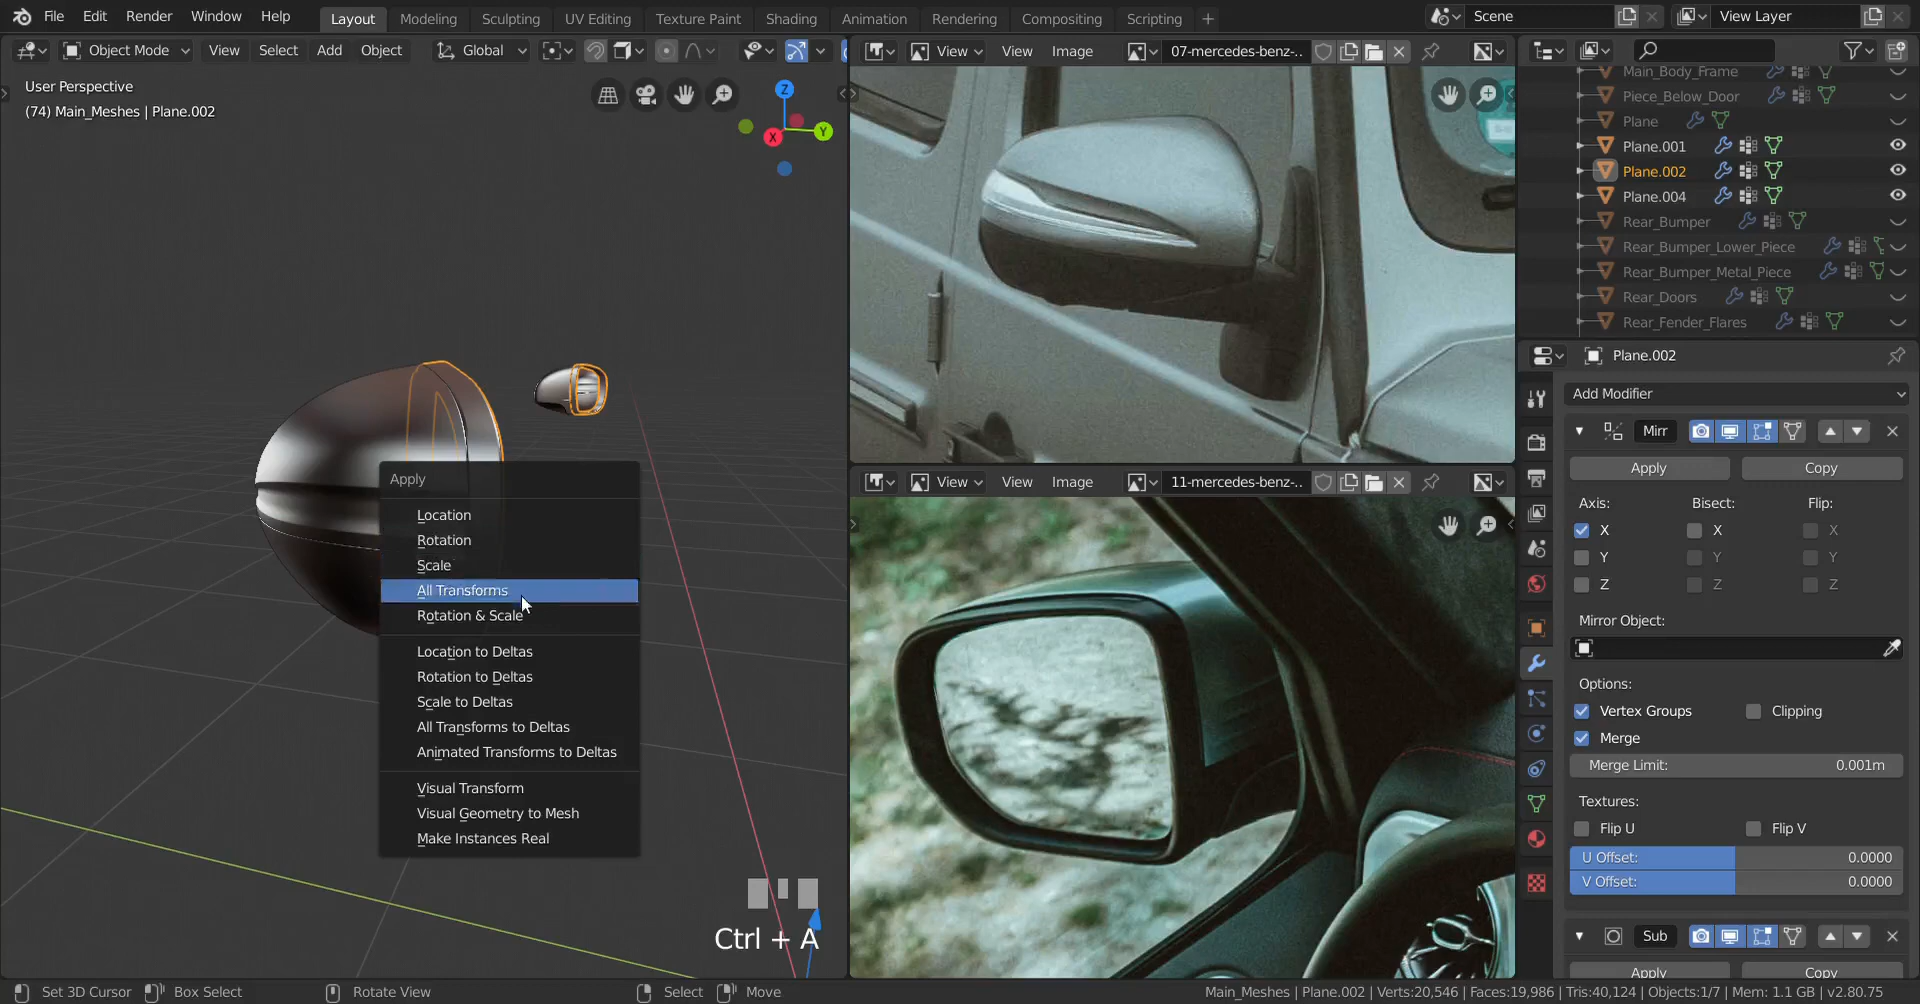 File Edit Render Window Help
Layout Modeling Sculpting UV Editing Texture Paint Shading Animation Rendering Compositing Scripting +
Scene
View Layer
Object Mode View Select Add Object Global
View View Image 07-mercedes-benz-..
User Perspective
(74) Main_Meshes | Plane.002
Z
Y
X
Main_Body_Frame
Piece_Below_Door
Plane
Plane.001
Plane.002
Plane.004
Rear_Bumper
Rear_Bumper_Lower_Piece
Rear_Bumper_Metal_Piece
Rear_Doors
Rear_Fender_Flares
Plane.002
Add Modifier
Mirr
Apply Copy
Axis: Bisect: Flip:
X X X
Y Y Y
Z Z Z
Mirror Object:
Options:
Vertex Groups Clipping
Merge
Merge Limit: 0.001m
Textures:
Flip U Flip V
U Offset: 0.0000
V Offset: 0.0000
Sub
Apply Copy
View View Image 11-mercedes-benz-..
Apply
Location
Rotation
Scale
All Transforms
Rotation & Scale
Location to Deltas
Rotation to Deltas
Scale to Deltas
All Transforms to Deltas
Animated Transforms to Deltas
Visual Transform
Visual Geometry to Mesh
Make Instances Real
Ctrl + A
Set 3D Cursor Box Select Rotate View Select Move
Main_Meshes | Plane.002 | Verts:20,546 | Faces:19,986 | Tris:40,124 | Objects:1/7 | Mem: 1.1 GB | v2.80.75